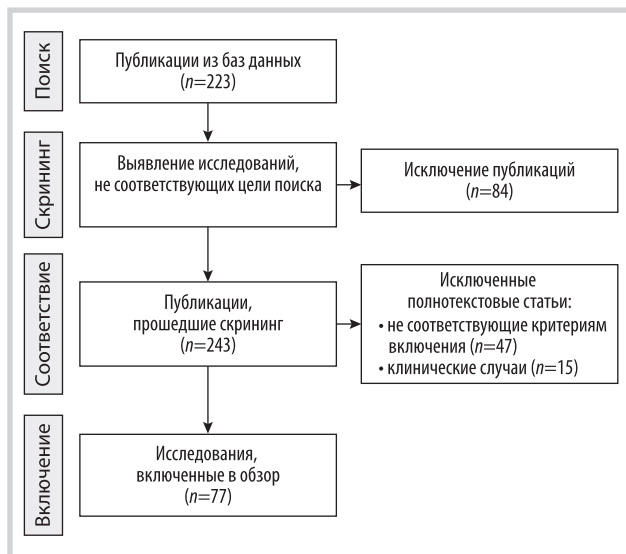 Поиск
Публикации из баз данных
(n=223)
Скрининг
Выявление исследований,
не соответствующих цели поиска
Исключение публикаций
(n=84)
Соответствие
Публикации,
прошедшие скрининг
(n=243)
Исключенные
полнотекстовые статьи:
• не соответствующие критериям
включения (n=47)
• клинические случаи (n=15)
Включение
Исследования,
включенные в обзор
(n=77)